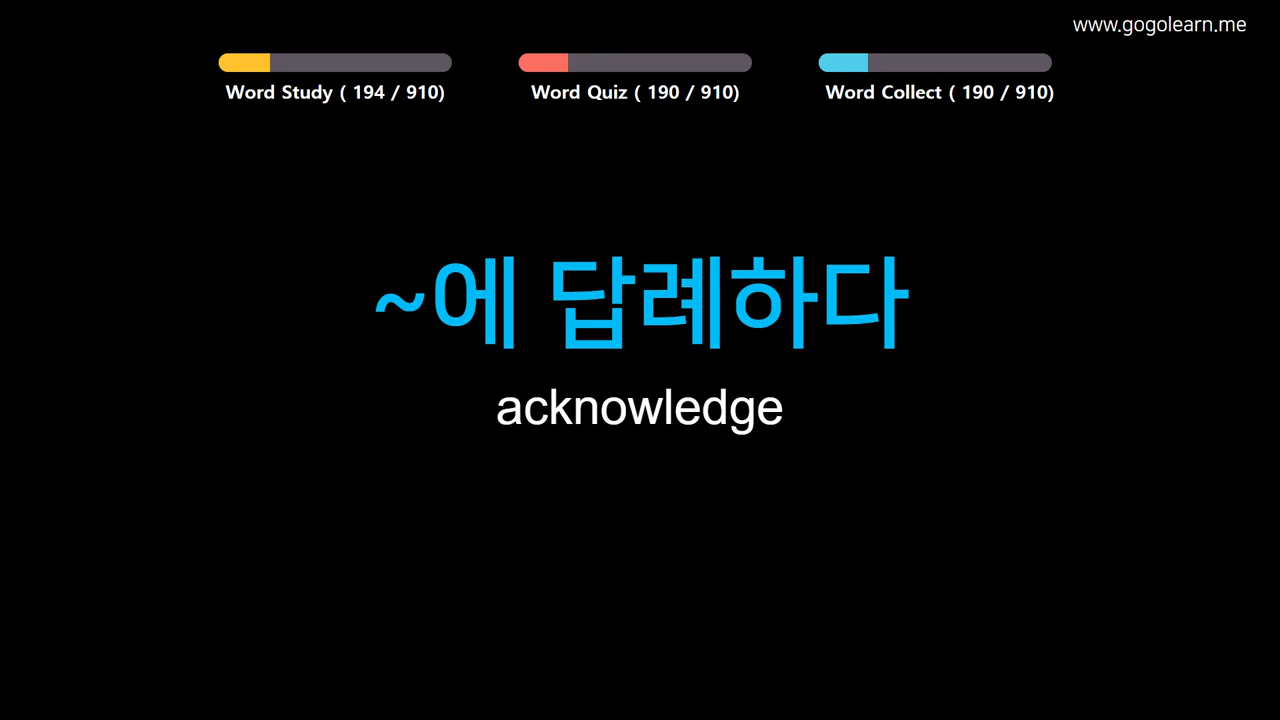 www.gogolearn.me
Word Study ( 194 / 910)
Word Quiz ( 190 / 910)
Word Collect ( 190 / 910)
~에 답례하다
acknowledge